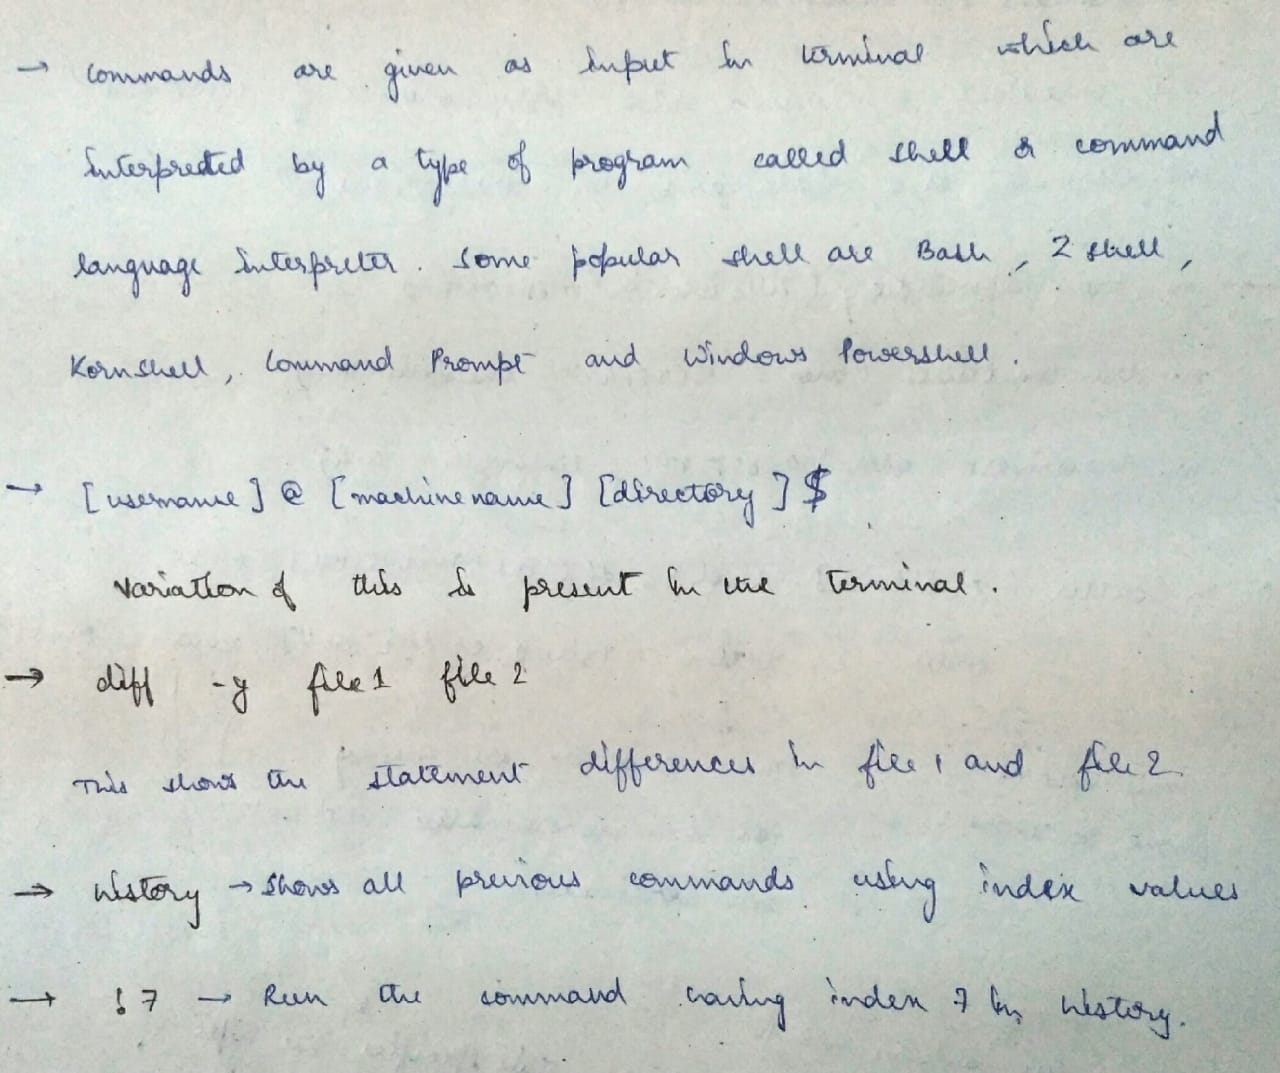 → Commands are given as input in terminal which are
interpreted by a type of program called shell or command
language interpreter. Some popular shell are Bash, Z shell,
KornShell, Command Prompt and Windows Powershell.
→ [username] @ [machine name] [directory] $
Variation of this is present in the terminal.
→ diff -y file1 file 2
This shows the statement differences in file 1 and file 2
→ history → Shows all previous commands using index values
→ !7 → Run the command having index 7 in history.